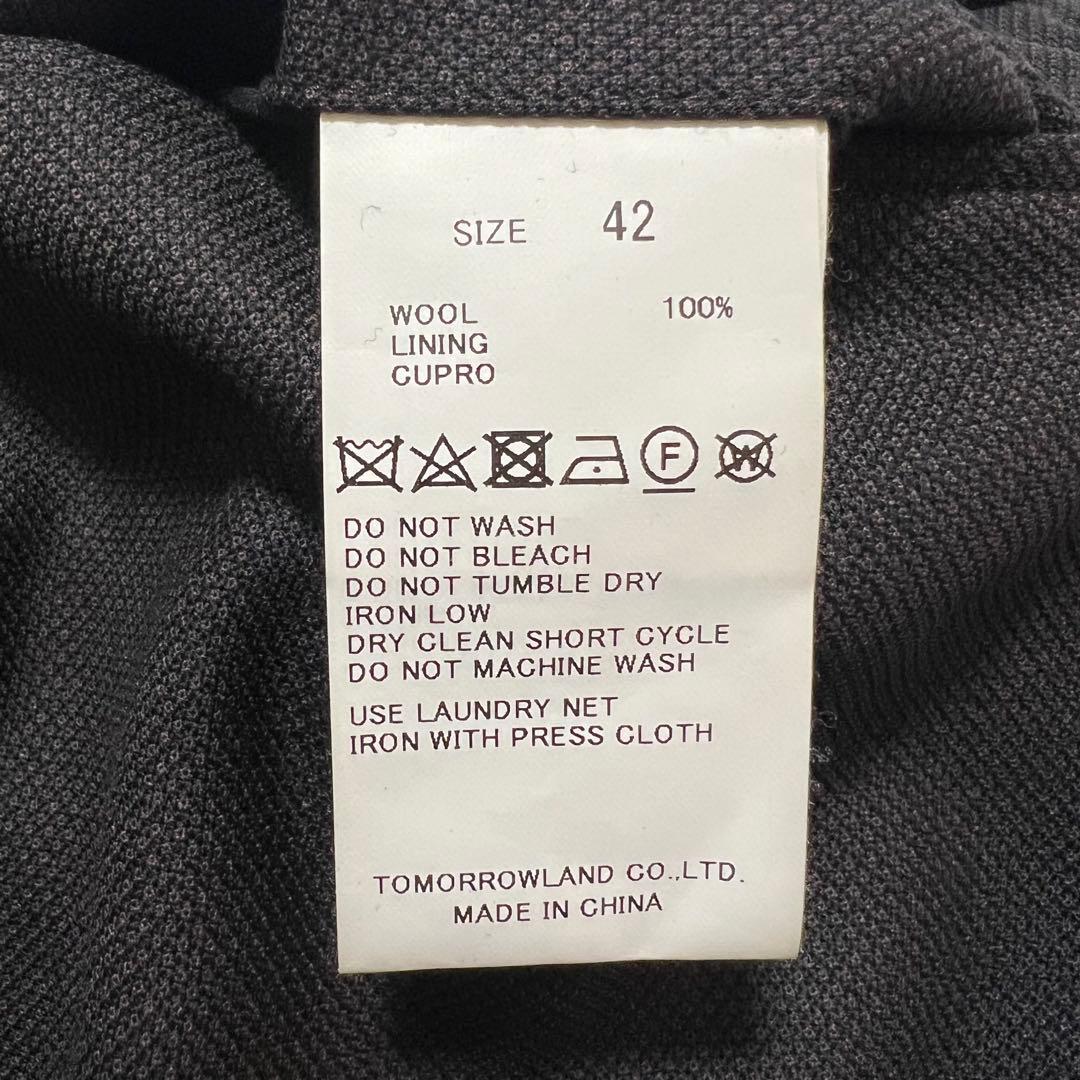 SIZE 42
WOOL 100%
LINING
CUPRO
F W
DO NOT WASH
DO NOT BLEACH
DO NOT TUMBLE DRY
IRON LOW
DRY CLEAN SHORT CYCLE
DO NOT MACHINE WASH
USE LAUNDRY NET
IRON WITH PRESS CLOTH
TOMORROWLAND CO.,LTD.
MADE IN CHINA